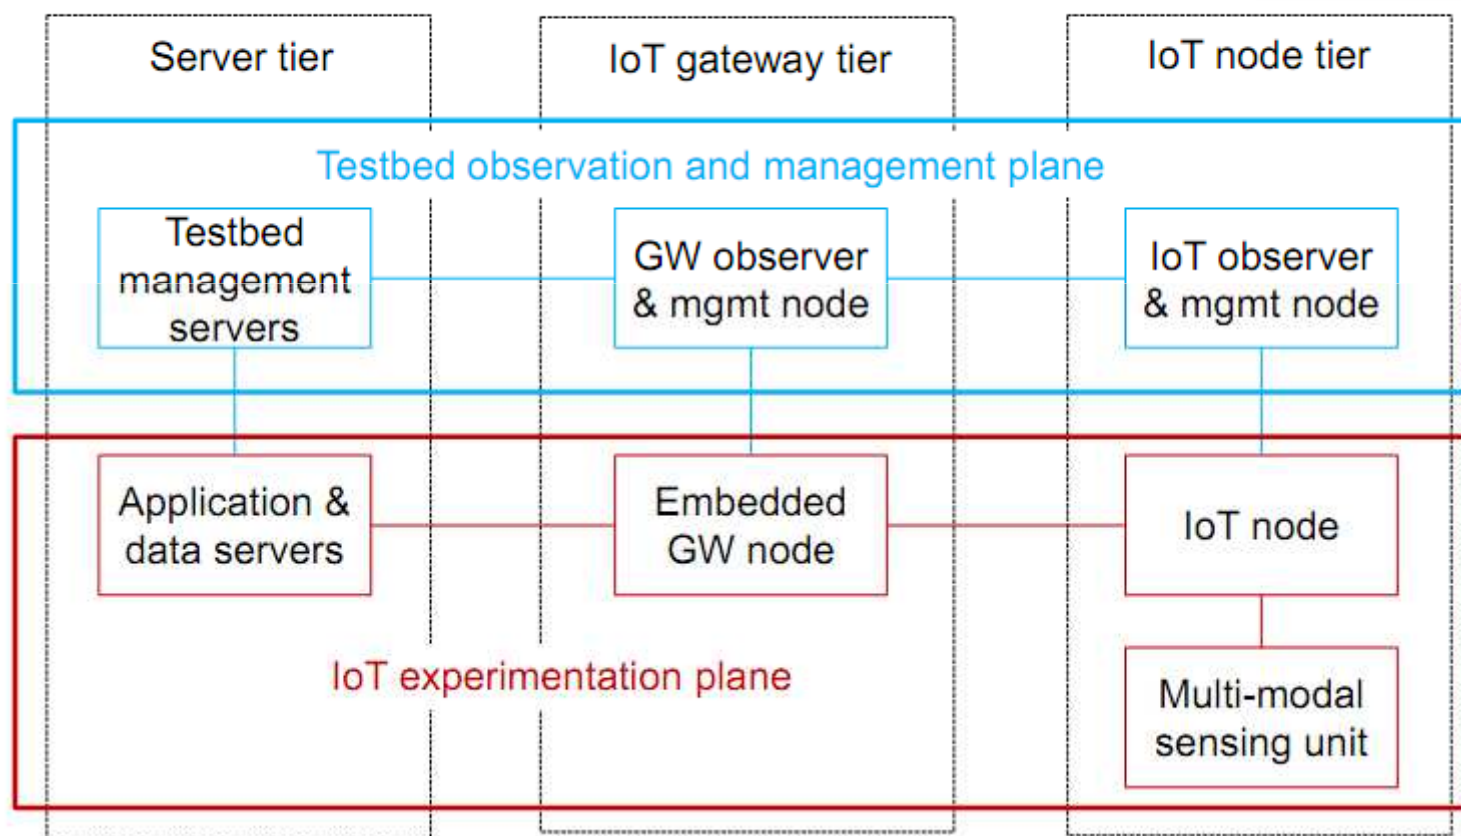 Server tier
IoT gateway tier
IoT node tier
Testbed observation and management plane
Testbed
management
servers
GW observer
& mgmt node
IoT observer
& mgmt node
Application &
data servers
Embedded
GW node
IoT node
IoT experimentation plane
Multi-modal
sensing unit